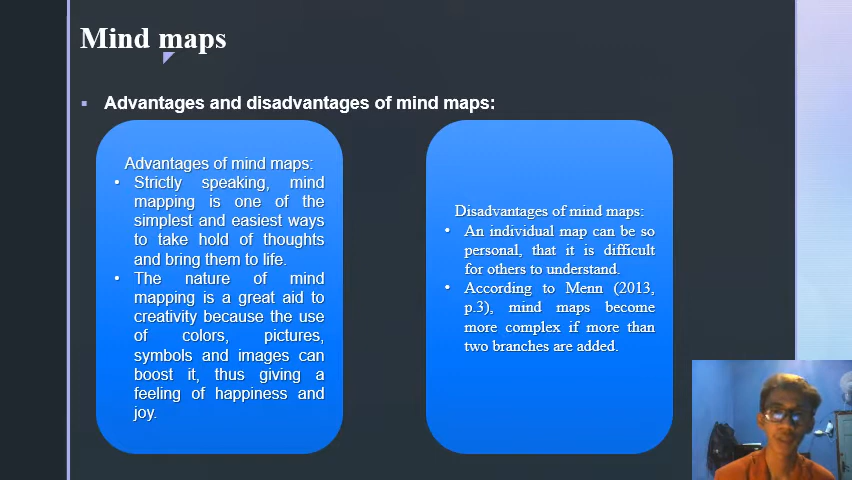 Mind maps
Advantages and disadvantages of mind maps:
Advantages of mind maps:
• Strictly speaking, mind
mapping is one of the
simplest and easiest ways
to take hold of thoughts
and bring them to life.
• The nature of mind
mapping is a great aid to
creativity because the use
of colors, pictures,
symbols and images can
boost it, thus giving a
feeling of happiness and
joy.
Disadvantages of mind maps:
• An individual map can be so
personal, that it is difficult
for others to understand.
• According to Menn (2013,
p.3), mind maps become
more complex if more than
two branches are added.